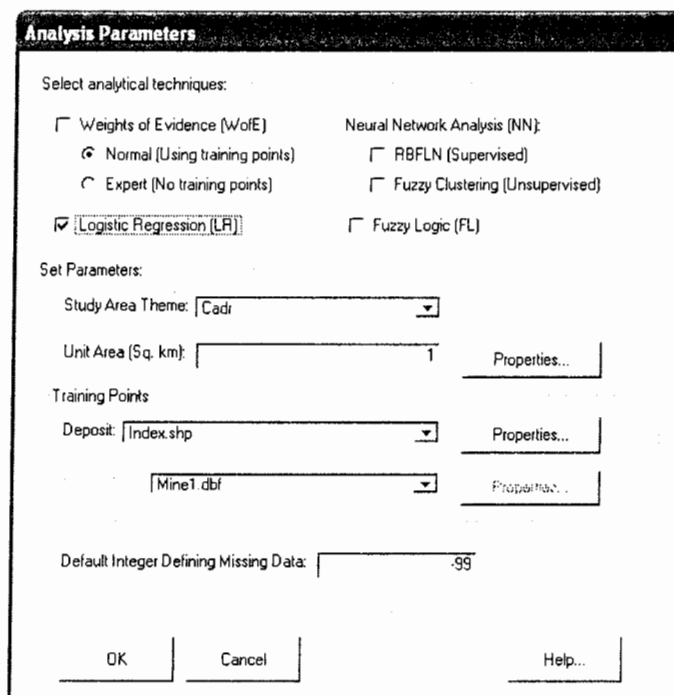 Analysis Parameters
Select analytical techniques:
Weights of Evidence (WofE)
Normal (Using training points)
Expert (No training points)
Logistic Regression (LR)
Neural Network Analysis (NN):
RBFLN (Supervised)
Fuzzy Clustering (Unsupervised)
Fuzzy Logic (FL)
Set Parameters:
Study Area Theme: Cadr
Unit Area (Sq. km): 1 Properties...
Training Points
Deposit: Index.shp Properties...
Mine1.dbf Properties...
Default Integer Defining Missing Data: -99
OK Cancel Help...